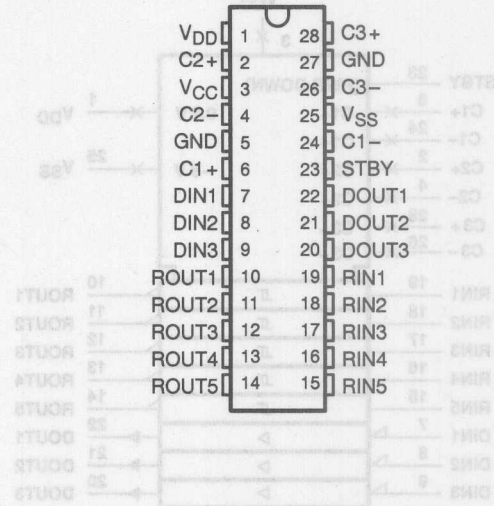 VDD 1 28 C3+
C2+ 2 27 GND
VCC 3 26 C3−
C2− 4 25 VSS
GND 5 24 C1−
C1+ 6 23 STBY
DIN1 7 22 DOUT1
DIN2 8 21 DOUT2
DIN3 9 20 DOUT3
ROUT1 10 19 RIN1
ROUT2 11 18 RIN2
ROUT3 12 17 RIN3
ROUT4 13 16 RIN4
ROUT5 14 15 RIN5